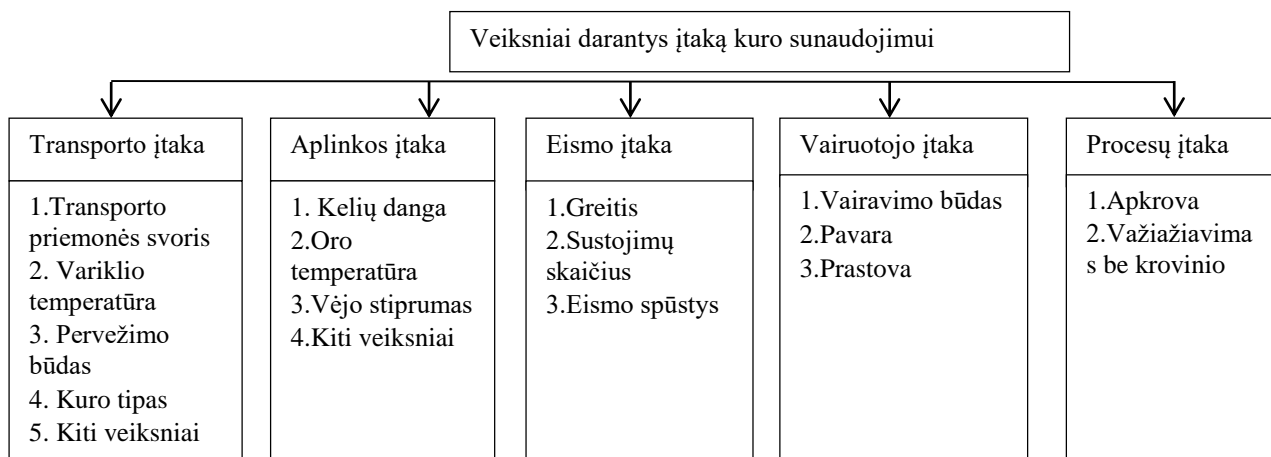 Veiksniai darantys įtaką kuro sunaudojimui
Transporto įtaka
1.Transporto
priemonės svoris
2. Variklio
temperatūra
3. Pervežimo
būdas
4. Kuro tipas
5. Kiti veiksniai
Aplinkos įtaka
1. Kelių danga
2.Oro
temperatūra
3.Vėjo stiprumas
4.Kiti veiksniai
Eismo įtaka
1.Greitis
2.Sustojimų
skaičius
3.Eismo spūstys
Vairuotojo įtaka
1.Vairavimo būdas
2.Pavara
3.Prastova
Procesų įtaka
1.Apkrova
2.Važiažiavima
s be krovinio